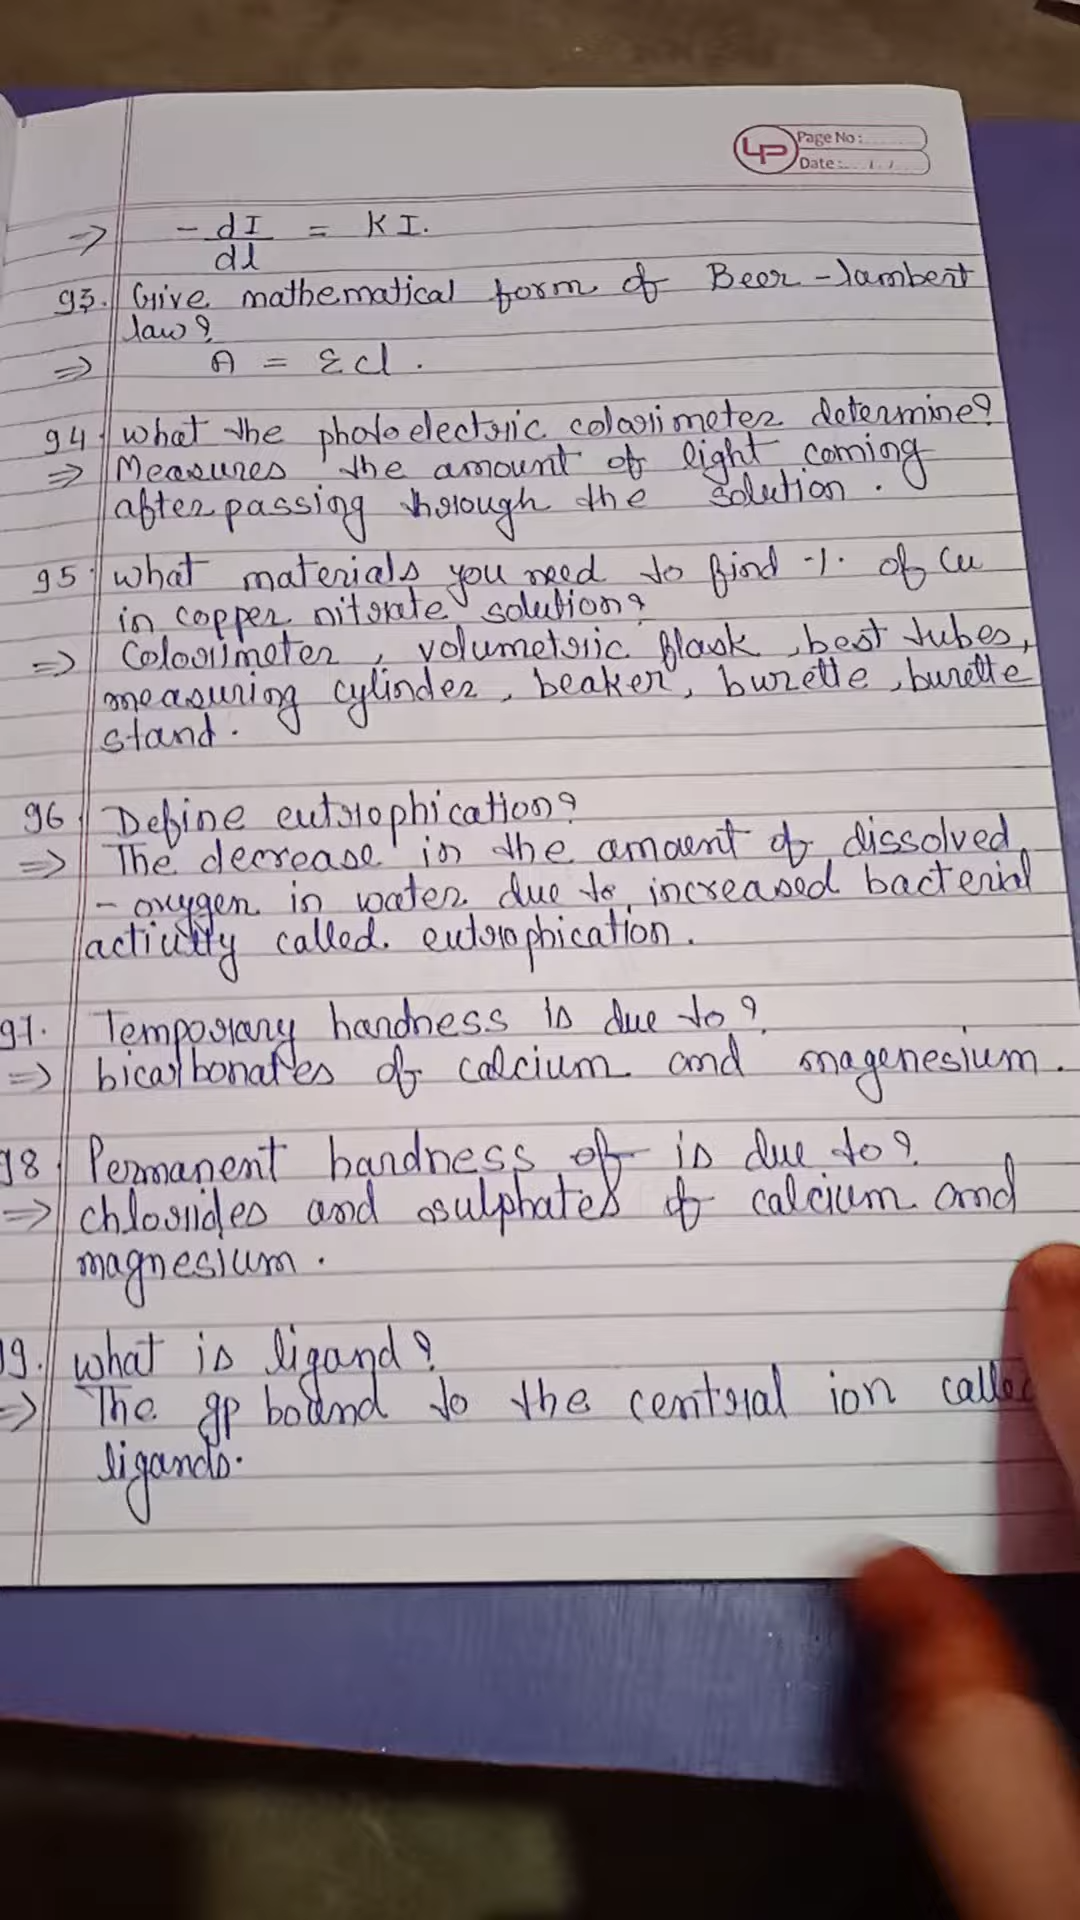 LP Page No:
Date: / /
⇒ -dI/dl = KI.
93. Give mathematical form of Beer-lambert
law?
⇒ A = εcl.
94. What the photoelectric colorimeter determine?
⇒ Measures the amount of light coming
after passing thorough the solution.
95. What materials you need to find % of Cu
in copper nitrate solution?
⇒ Colorimeter, volumetric flask, best tubes,
measuring cylinder, beaker, burette, burette
stand.
96 Define eutrophication?
⇒ The decrease in the amount of dissolved
- oxygen in water due to increased bacterial
activity called. eutrophication.
97. Temporary hardness is due to?
⇒ bicarbonates of calcium and magenesium.
98 Permanent hardness of is due to?
⇒ chlorides and sulphates of calcium and
magnesium.
9. What is ligand?
⇒ The gp bound to the central ion called
ligands.